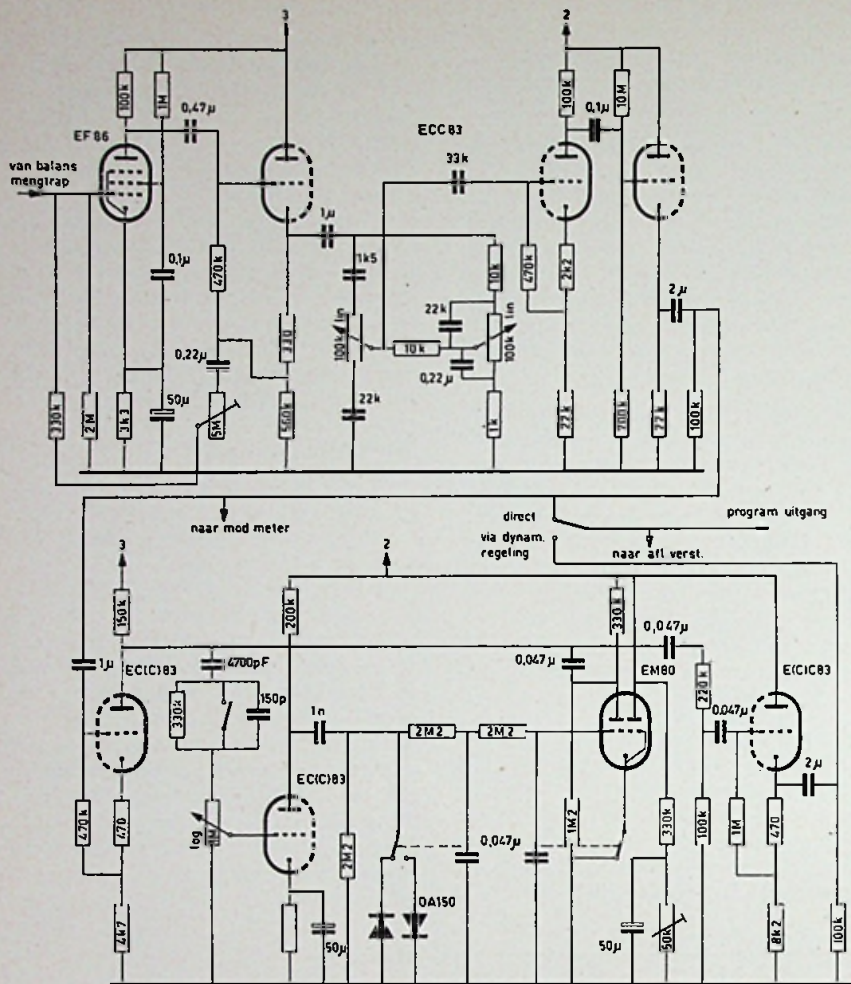 3
2
100k
1M
0,47µ
EF86
van balans
mengtrap
ECC83
33k
100k
10M
0,1µ
1µ
0,1µ
470k
1k5
10k
470k
2k2
2µ
22k
lin
100k lin
10k
100k
0,22µ
330
0,22µ
50µ
22k
330k
2M
3k3
5M
560k
1k
22k
700k
22k
100k
naar mod meter
direct
via dynam.
regeling
program uitgang
naar afl verst.
3
2
150k
200k
330k
0,047µ
1µ
4700pF
0,047µ
EM80
220k
E(C)C83
EC(C)83
330k
150p
1n
2M2
2M2
0,047µ
2µ
EC(C)83
470k
470
log
1M
2M2
0,047µ
1M2
330k
100k
1M
470
OA150
4k7
50µ
50µ
50k
8k2
100k